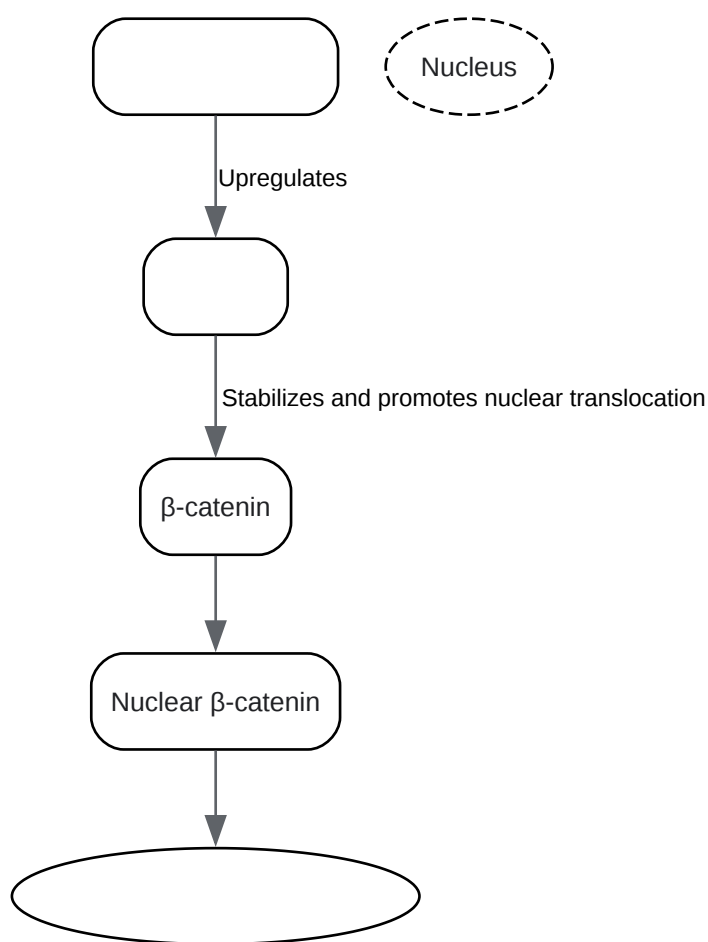 Nucleus
Upregulates
Stabilizes and promotes nuclear translocation
β-catenin
Nuclear β-catenin